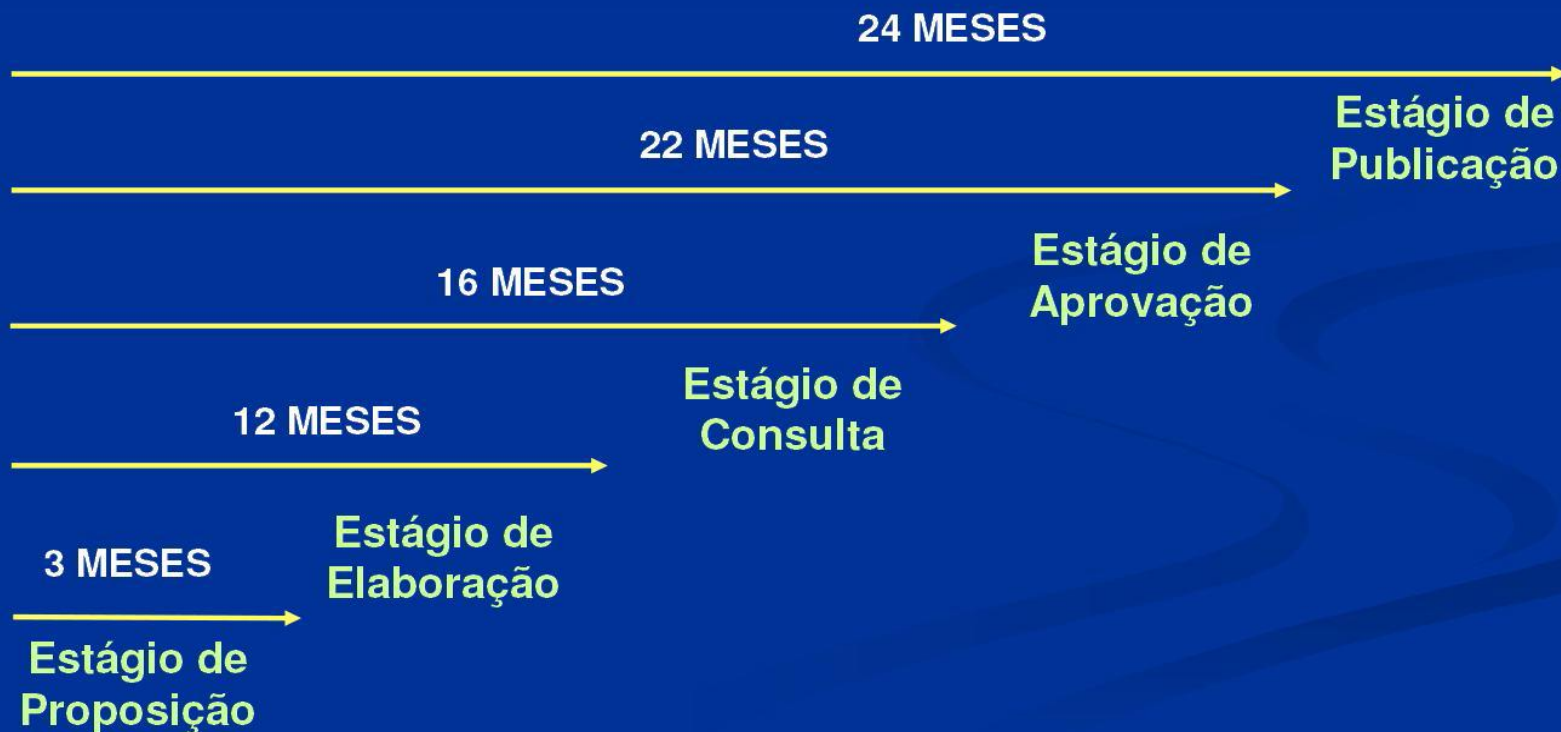 24 MESES
Estágio de
Publicação
22 MESES
Estágio de
Aprovação
16 MESES
Estágio de
Consulta
12 MESES
Estágio de
Elaboração
3 MESES
Estágio de
Proposição